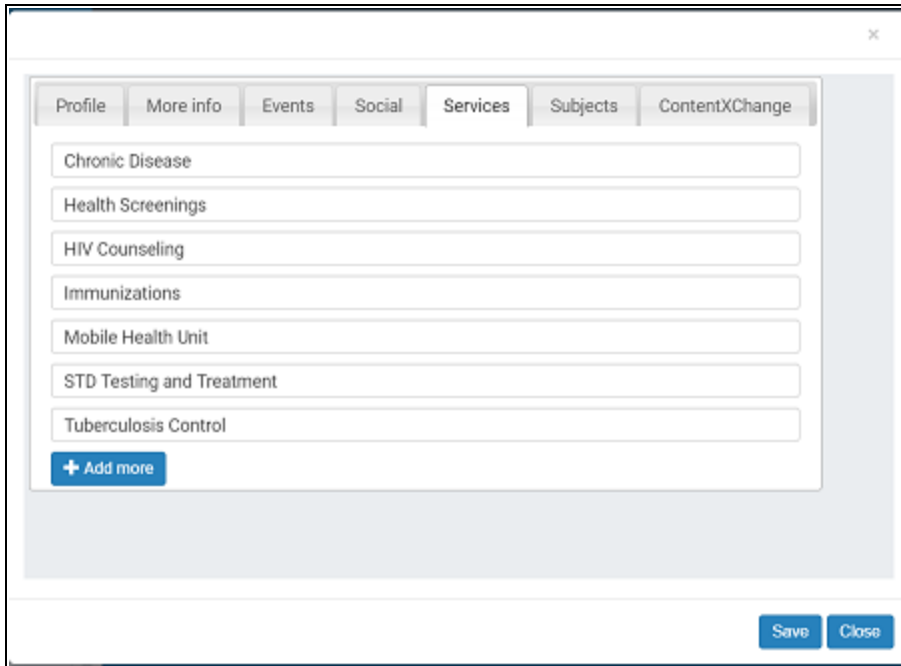 ×
Profile More info Events Social Services Subjects ContentXChange
Chronic Disease
Health Screenings
HIV Counseling
Immunizations
Mobile Health Unit
STD Testing and Treatment
Tuberculosis Control
+ Add more
Save Close